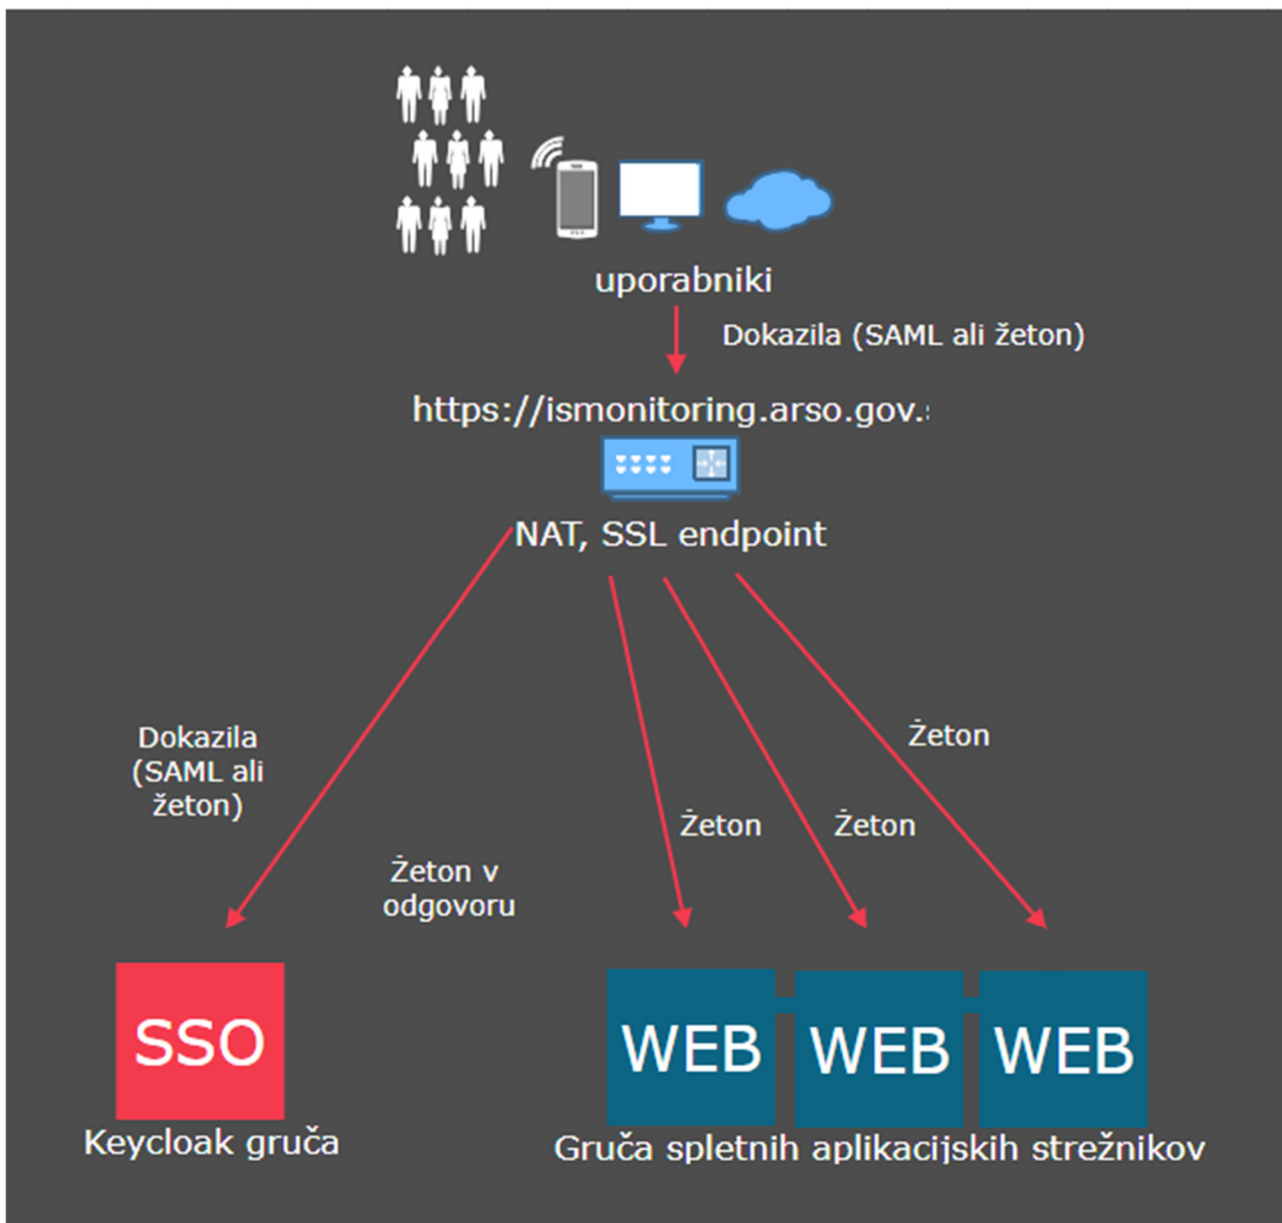 uporabniki
Dokazila (SAML ali žeton)
https://ismonitoring.arso.gov.
NAT, SSL endpoint
Dokazila
(SAML ali
žeton)
Žeton
Žeton
Žeton
Žeton v
odgovoru
SSO
WEB
WEB
WEB
Keycloak gruča
Gruča spletnih aplikacijskih strežnikov